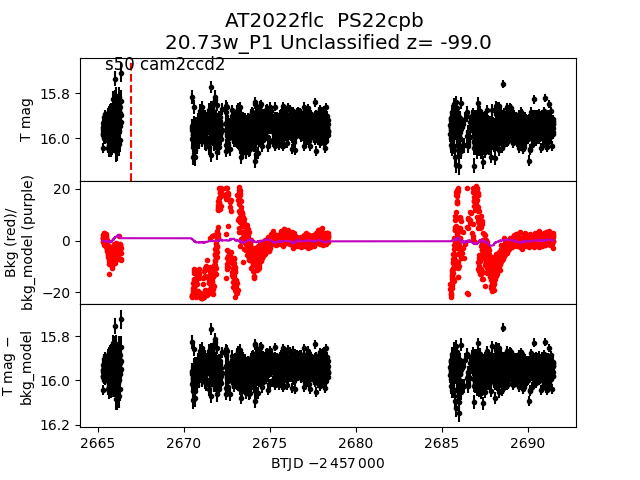 AT2022flc  PS22cpb
20.73w_P1 Unclassified z= -99.0
s50 cam2ccd2
T mag
15.8
16.0
Bkg (red)/
bkg_model (purple)
20
0
−20
T mag −
bkg_model
15.8
16.0
16.2
2665 2670 2675 2680 2685 2690
BTJD −2 457 000